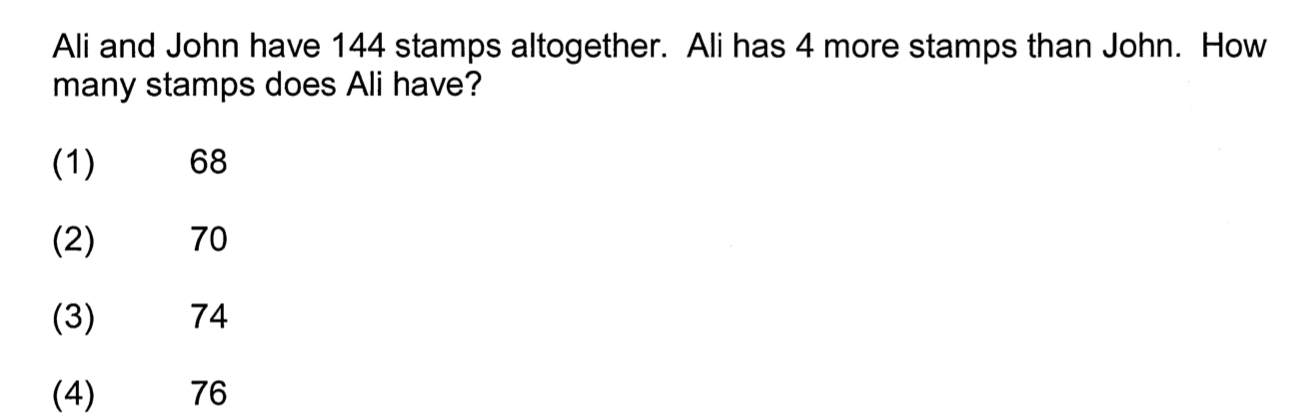 Ali and John have 144 stamps altogether. Ali has 4 more stamps than John. How
many stamps does Ali have?
(1) 68
(2) 70
(3) 74
(4) 76